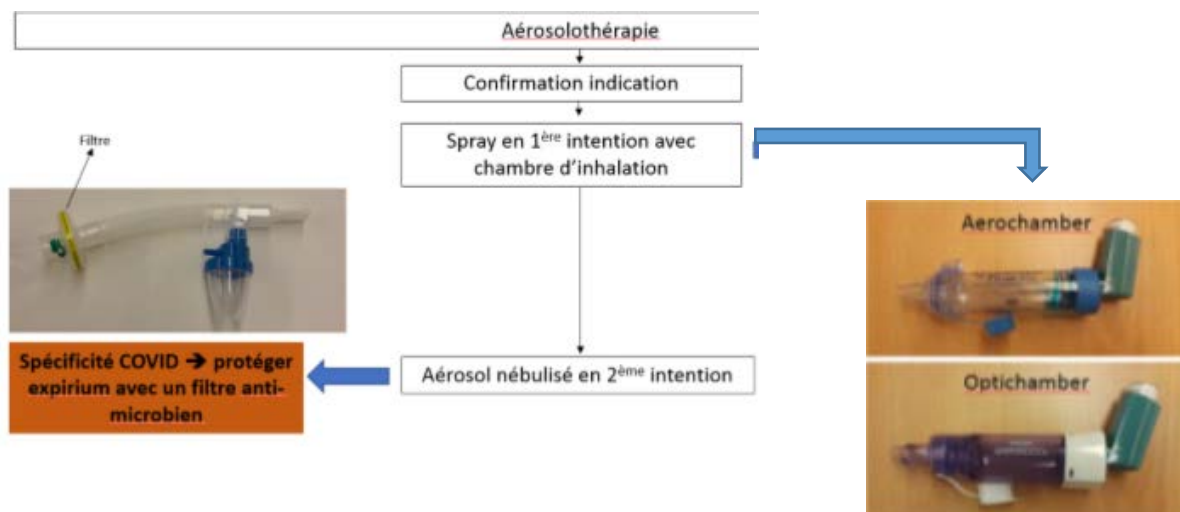 Aérosolothérapie
Confirmation indication
Spray en 1ère intention avec
chambre d'inhalation
Filtre
Aerochamber
Spécificité COVID → protéger
expirium avec un filtre anti-
microbien
Aérosol nébulisé en 2ème intention
Optichamber